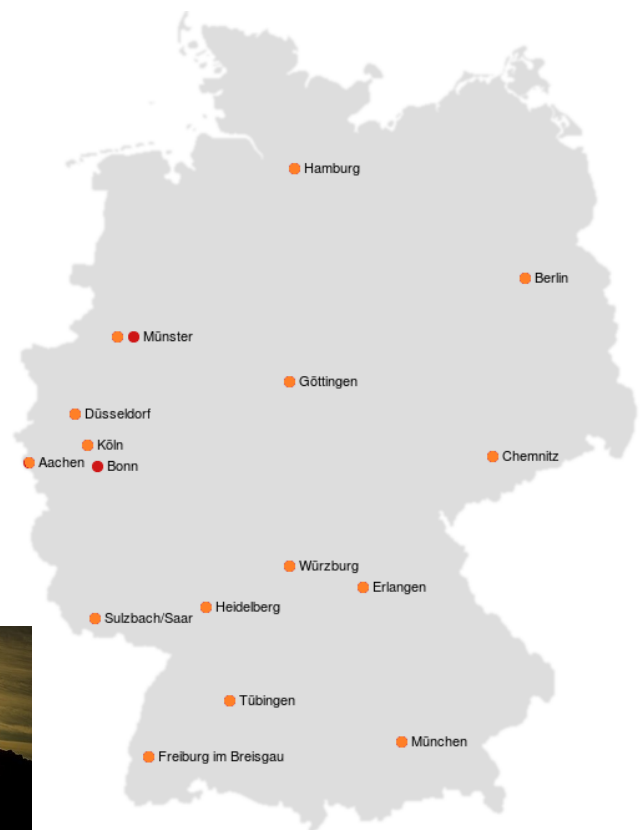 Hamburg
Berlin
Münster
Göttingen
Düsseldorf
Köln
Chemnitz
Aachen
Bonn
Würzburg
Erlangen
Heidelberg
Sulzbach/Saar
Tübingen
München
Freiburg im Breisgau